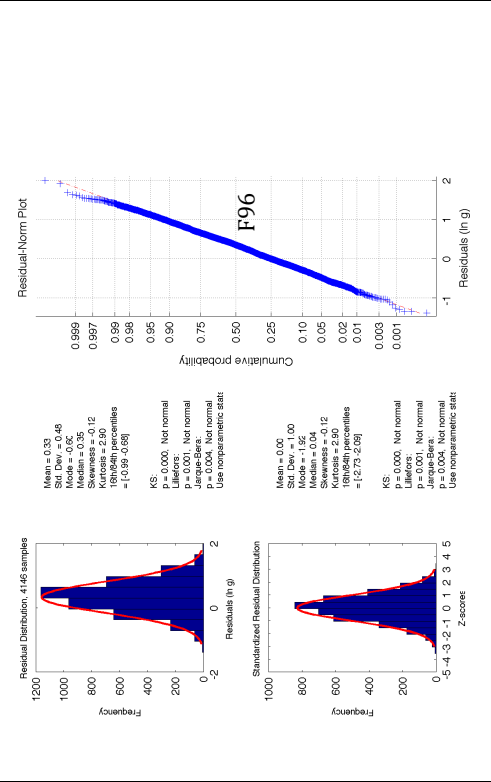 Residual Distribution, 4146 samples
1200
1000
800
600
400
200
0
Frequency
-2
0
2
Residuals (ln g)
Mean = 0.33
Std. Dev. = 0.48
Median = 0.35
Skewness = -0.12
Kurtosis = 2.90
16th/84th percentiles
= [-0.99 -0.68]
KS:
p = 0.000, Not normal
Lilliefors:
p = 0.001, Not normal
Jarque-Bera:
p = 0.004, Not normal
Use nonparametric stats
Residual-Norm Plot
0.999
0.997
0.99
0.98
0.95
0.90
0.75
0.50
0.25
0.10
0.05
0.02
0.01
0.003
0.001
Cumulative probability
-1
0
1
2
Residuals (ln g)
F96
Standardized Residual Distribution
1000
800
600
400
200
0
Frequency
-5
-4
-3
-2
-1
0
1
2
3
4
5
Z-scores
Mean = 0.00
Std. Dev. = 1.00
Mode = -1.92
Median = 0.04
Skewness = -0.12
Kurtosis = 2.90
16th/84th percentiles
= [-2.73 -2.09]
KS:
p = 0.000, Not normal
Lilliefors:
p = 0.001, Not normal
Jarque-Bera:
p = 0.004, Not normal
Use nonparametric stats